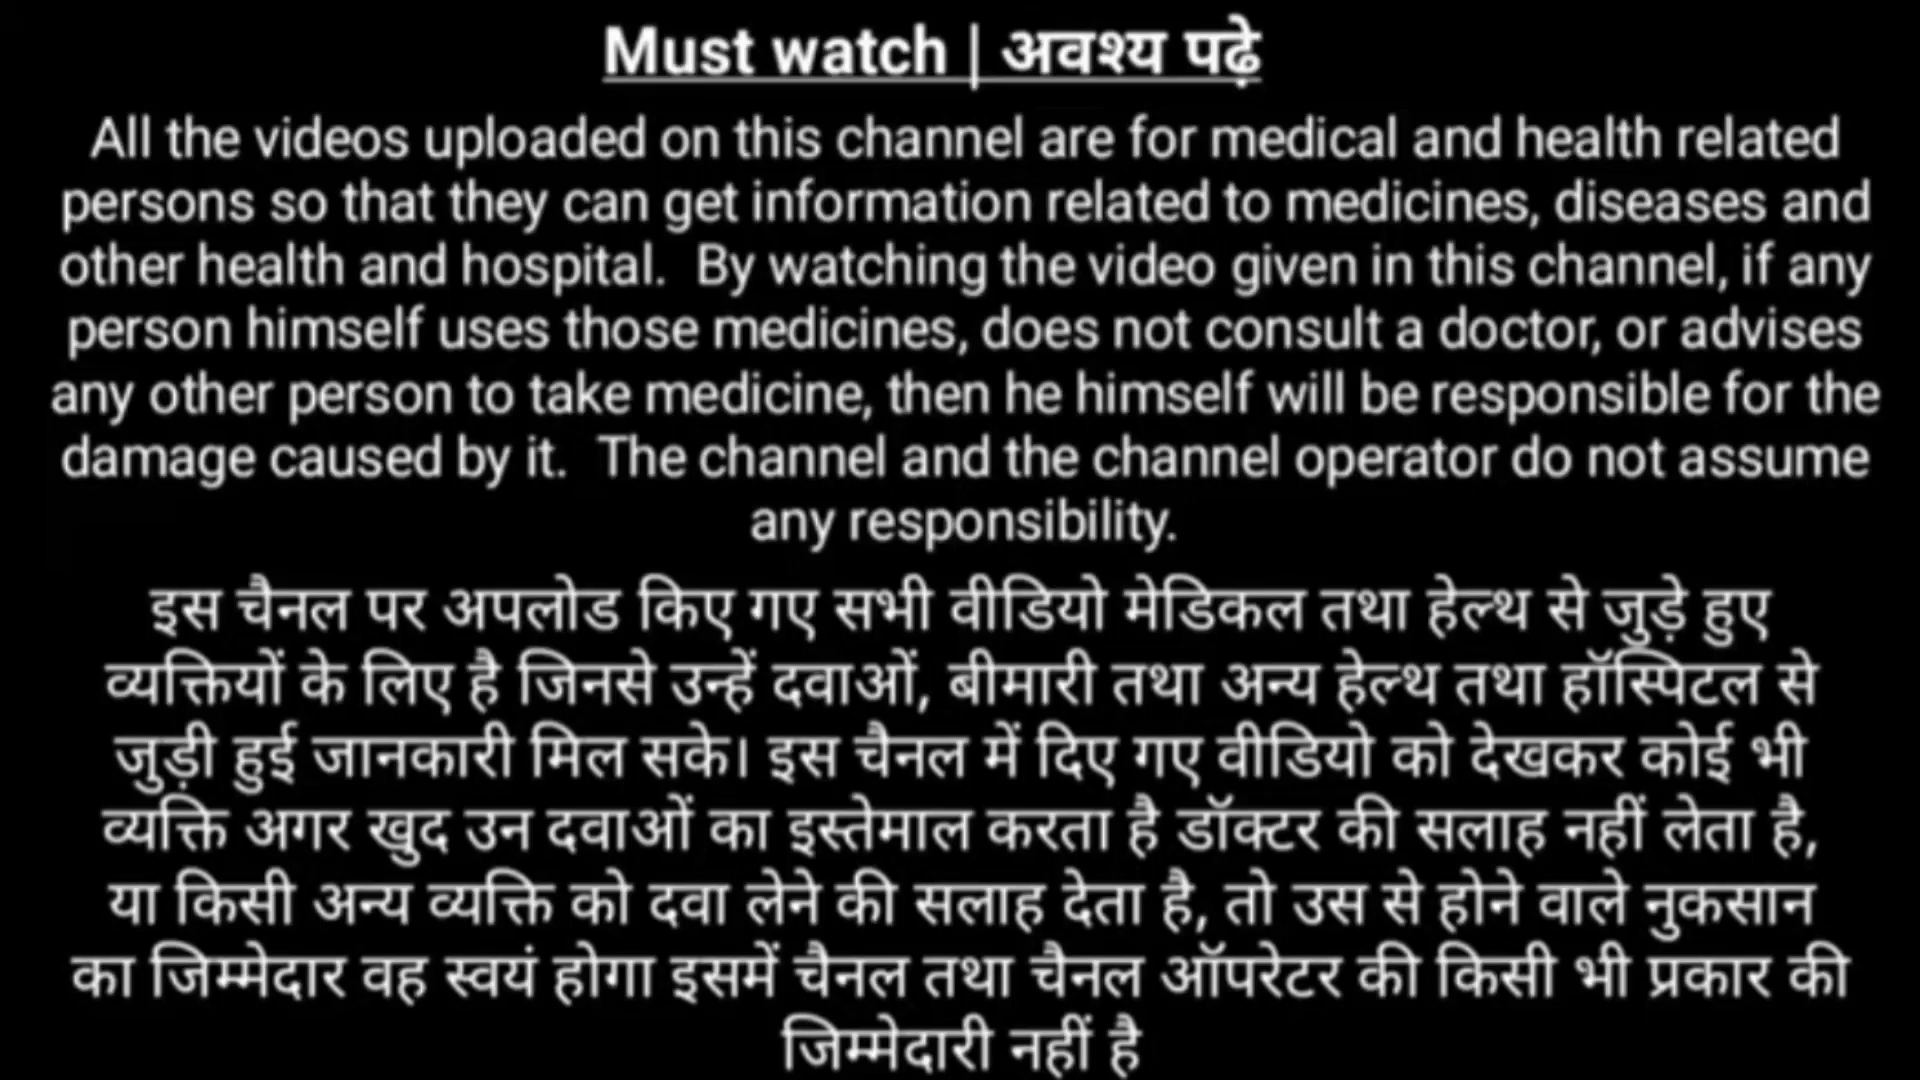 Must watch | अवश्य पढ़े
All the videos uploaded on this channel are for medical and health related
persons so that they can get information related to medicines, diseases and
other health and hospital. By watching the video given in this channel, if any
person himself uses those medicines, does not consult a doctor, or advises
any other person to take medicine, then he himself will be responsible for the
damage caused by it. The channel and the channel operator do not assume
any responsibility.
इस चैनल पर अपलोड किए गए सभी वीडियो मेडिकल तथा हेल्थ से जुड़े हुए
व्यक्तियों के लिए है जिनसे उन्हें दवाओं, बीमारी तथा अन्य हेल्थ तथा हॉस्पिटल से
जुड़ी हुई जानकारी मिल सके। इस चैनल में दिए गए वीडियो को देखकर कोई भी
व्यक्ति अगर खुद उन दवाओं का इस्तेमाल करता है डॉक्टर की सलाह नहीं लेता है,
या किसी अन्य व्यक्ति को दवा लेने की सलाह देता है, तो उस से होने वाले नुकसान
का जिम्मेदार वह स्वयं होगा इसमें चैनल तथा चैनल ऑपरेटर की किसी भी प्रकार की
जिम्मेदारी नहीं है